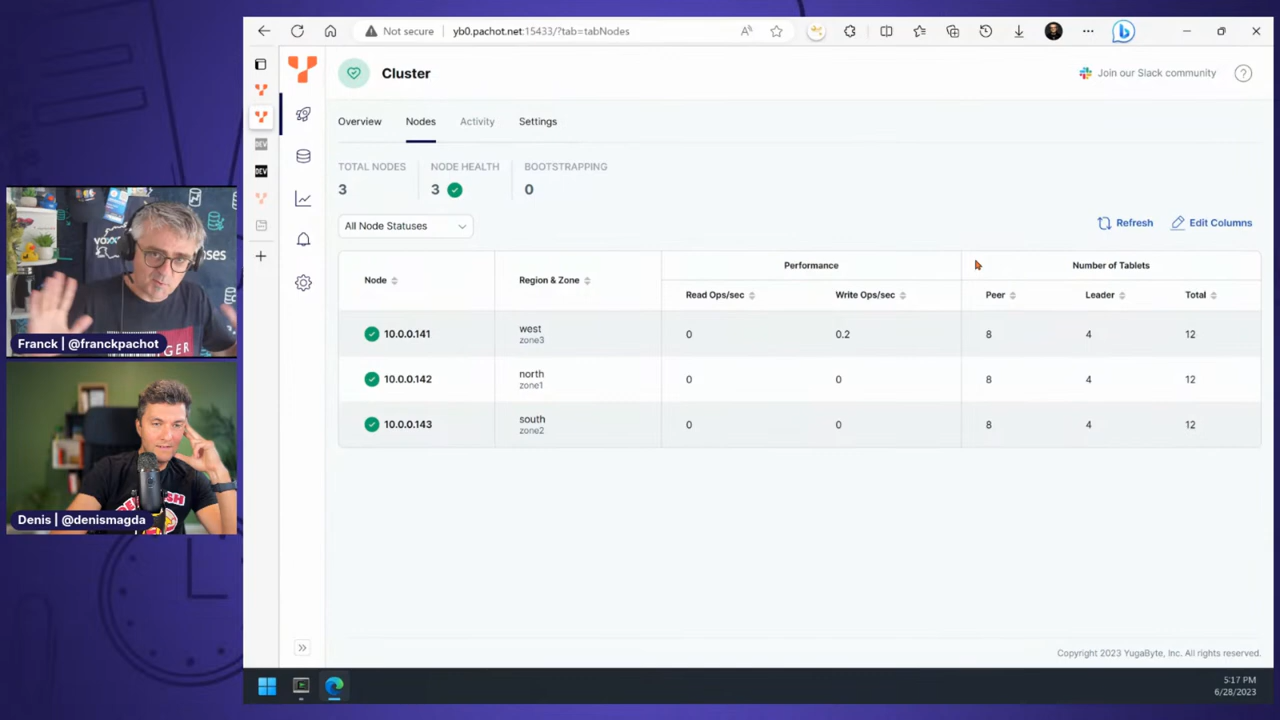 Not secure
yb0.pachot.net:15433/?tab=tabNodes
Cluster
Join our Slack community
?
Overview
Nodes
Activity
Settings
TOTAL NODES
NODE HEALTH
BOOTSTRAPPING
3
3
0
All Node Statuses
Refresh
Edit Columns
Node
Region & Zone
Performance
Number of Tablets
Read Ops/sec
Write Ops/sec
Peer
Leader
Total
10.0.0.141
west
zone3
0
0.2
8
4
12
10.0.0.142
north
zone1
0
0
8
4
12
10.0.0.143
south
zone2
0
0
8
4
12
DEV
DEV
Franck | @franckpachot
Denis | @denismagda
Copyright 2023 YugaByte, Inc. All rights reserved.
5:17 PM
6/28/2023